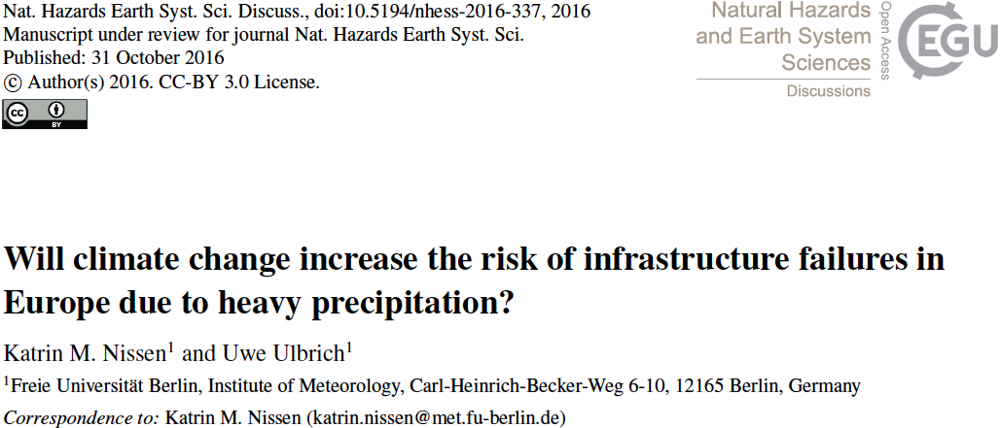 Nat. Hazards Earth Syst. Sci. Discuss., doi:10.5194/nhess-2016-337, 2016
Manuscript under review for journal Nat. Hazards Earth Syst. Sci.
Published: 31 October 2016
© Author(s) 2016. CC-BY 3.0 License.
cc BY
Natural Hazards
and Earth System
Sciences
Discussions
Open Access
EGU
Will climate change increase the risk of infrastructure failures in
Europe due to heavy precipitation?
Katrin M. Nissen¹ and Uwe Ulbrich¹
¹Freie Universität Berlin, Institute of Meteorology, Carl-Heinrich-Becker-Weg 6-10, 12165 Berlin, Germany
Correspondence to: Katrin M. Nissen (katrin.nissen@met.fu-berlin.de)